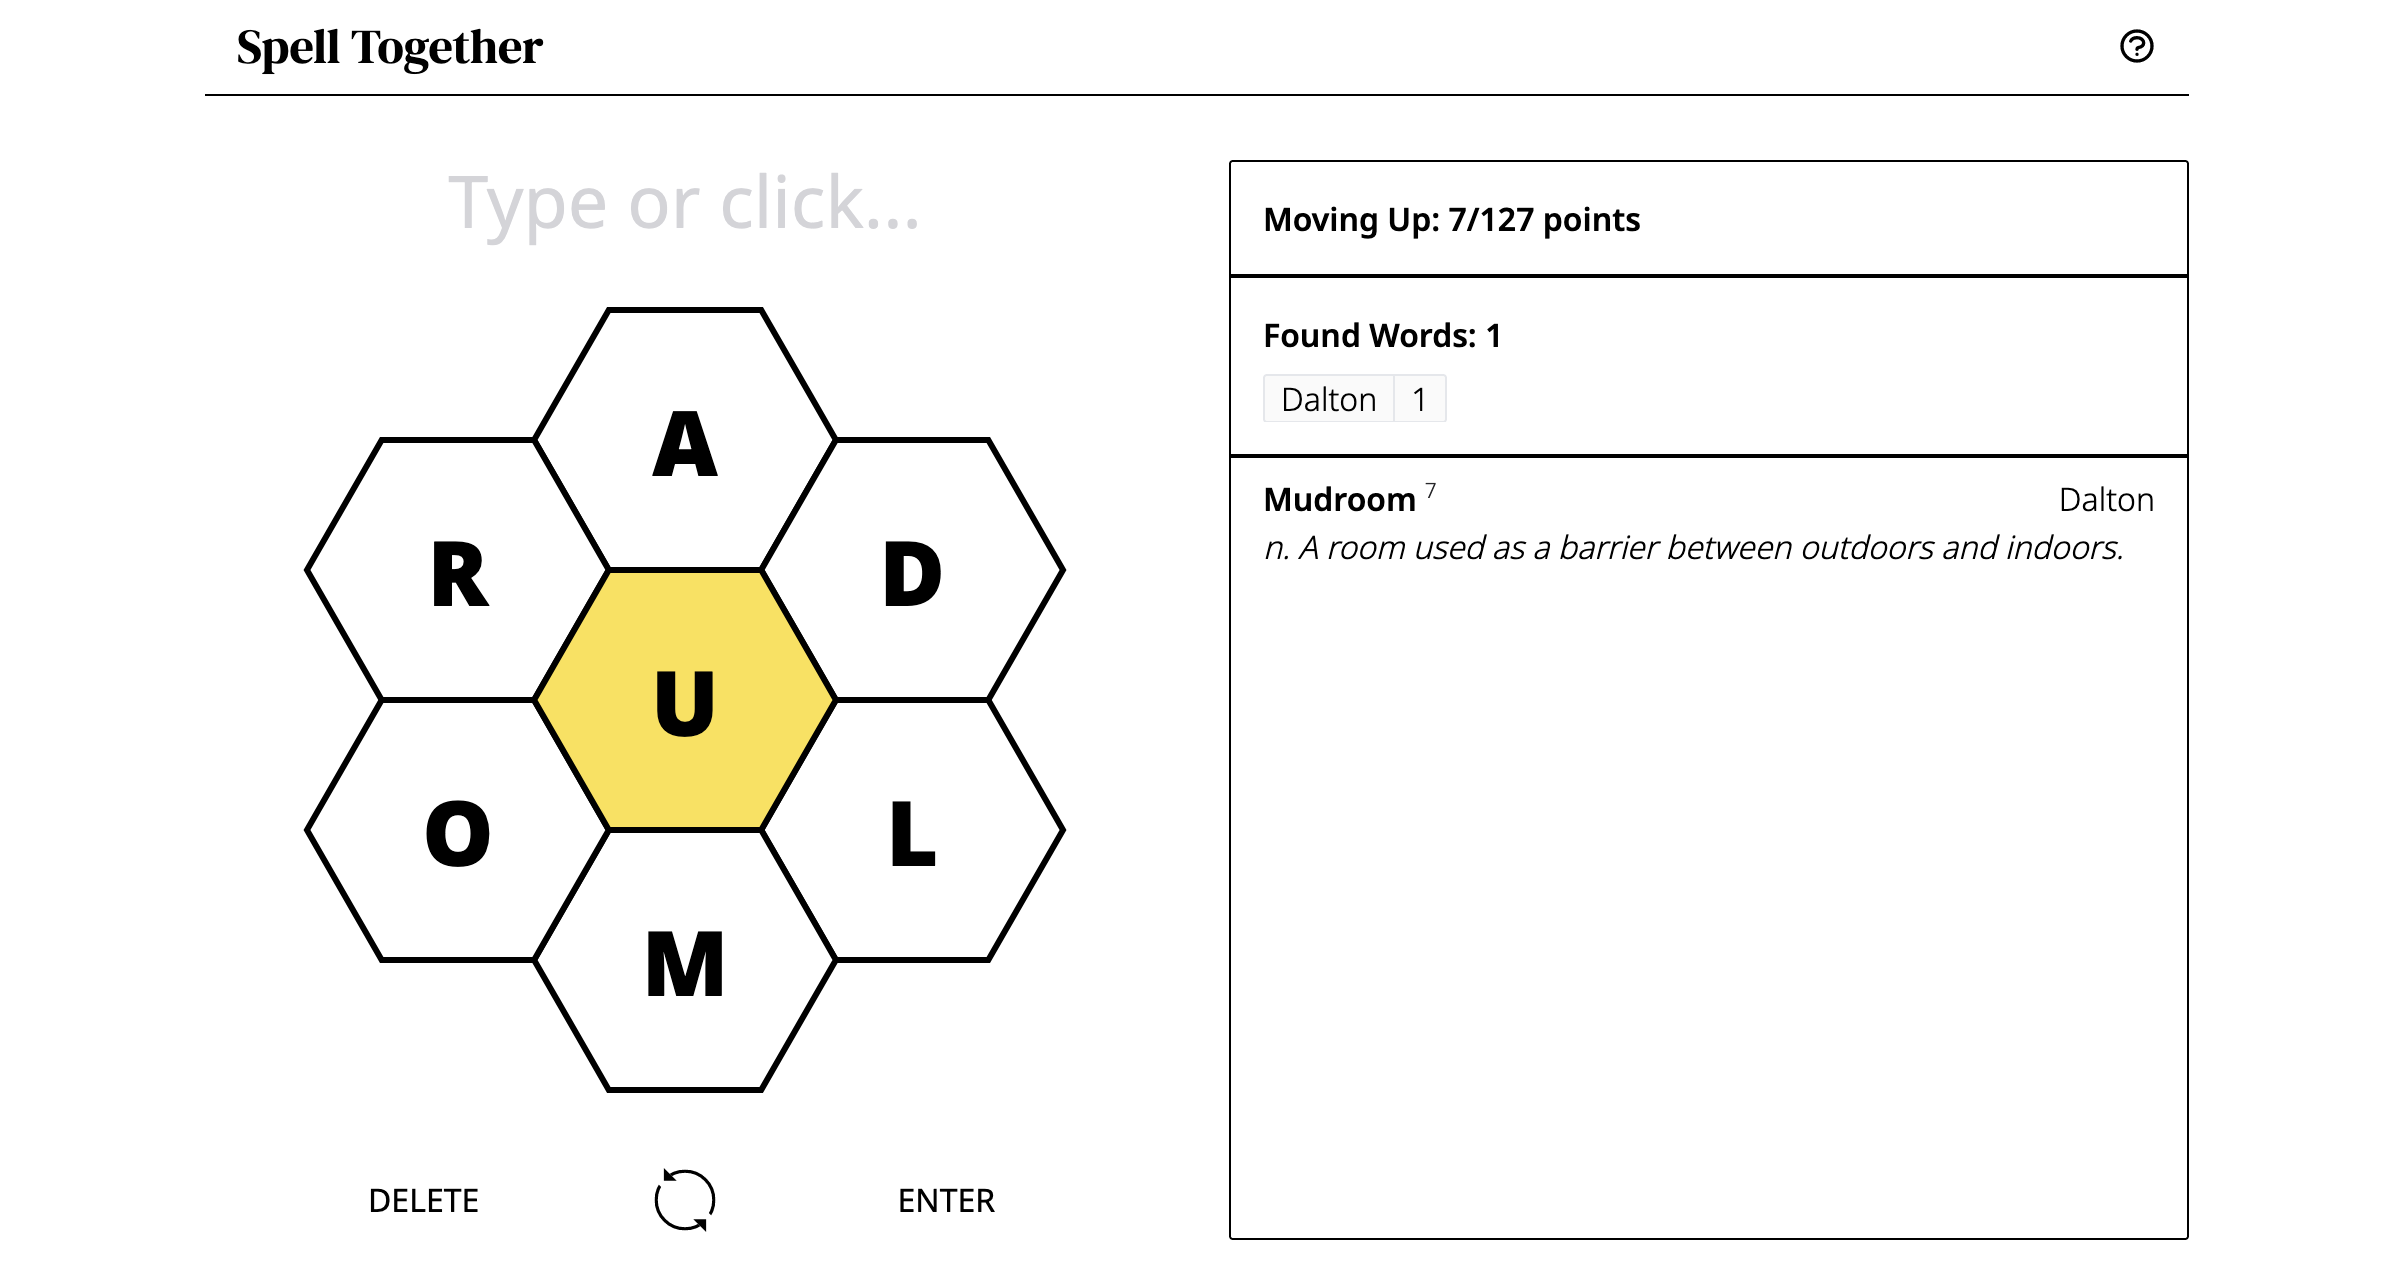 Spell Together
Type or click...
A
R
D
U
O
L
M
DELETE
ENTER
Moving Up: 7/127 points
Found Words: 1
Dalton 1
Mudroom 7 Dalton
n. A room used as a barrier between outdoors and indoors.